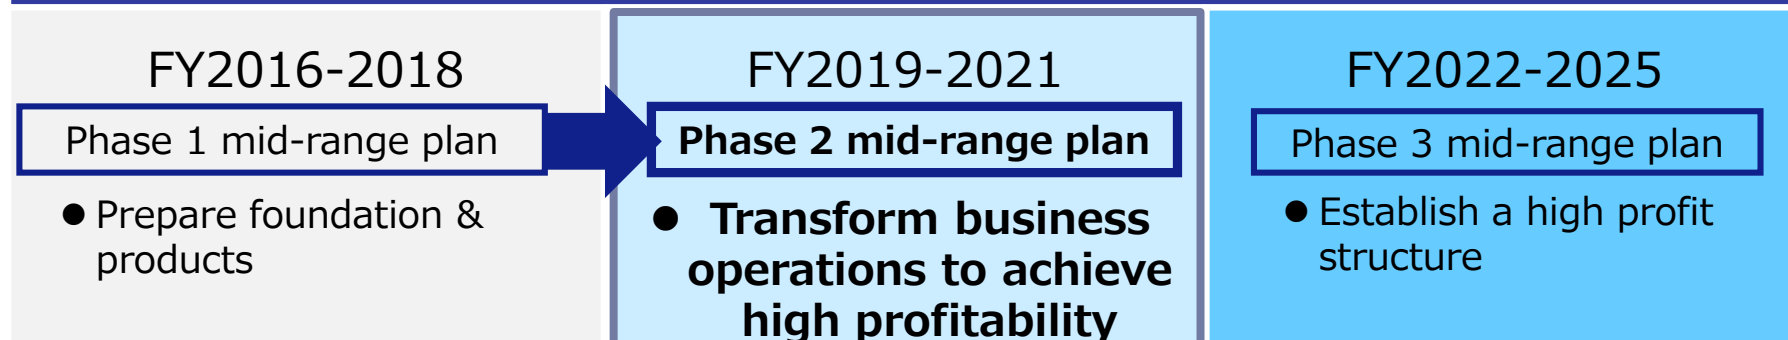 FY2016-2018
Phase 1 mid-range plan
● Prepare foundation &
products
FY2019-2021
Phase 2 mid-range plan
● Transform business
operations to achieve
high profitability
FY2022-2025
Phase 3 mid-range plan
● Establish a high profit
structure